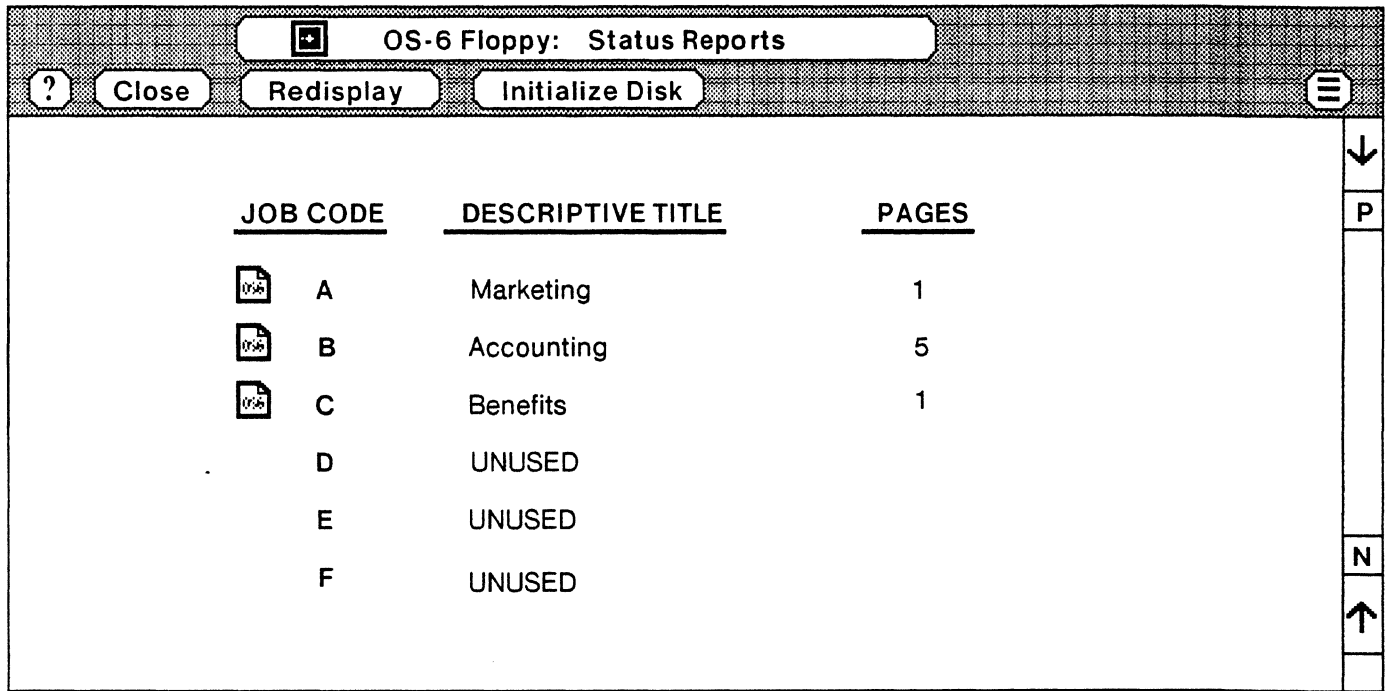 OS-6 Floppy: Status Reports
? Close Redisplay Initialize Disk
JOB CODE DESCRIPTIVE TITLE PAGES
P
A Marketing 1
B Accounting 5
C Benefits 1
D UNUSED
E UNUSED
N
F UNUSED